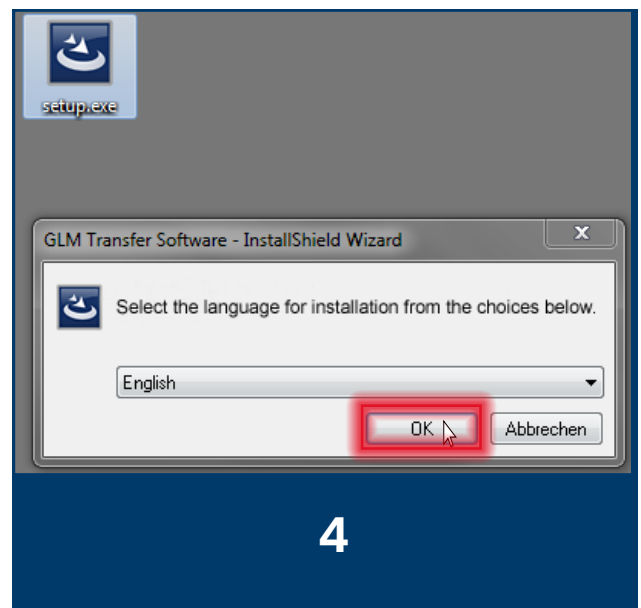 setup.exe
GLM Transfer Software - InstallShield Wizard
Select the language for installation from the choices below.
English
OK Abbrechen
4